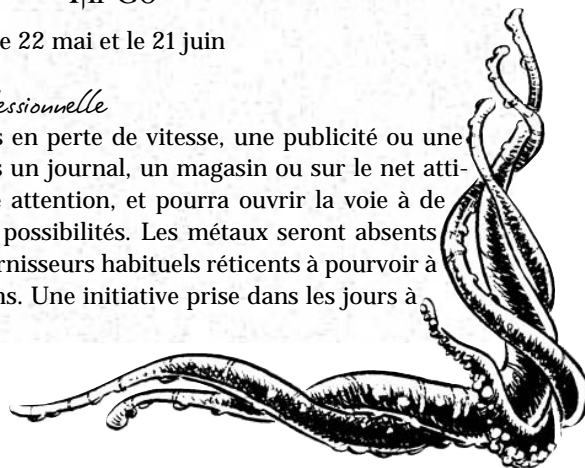 e 22 mai et le 21 juin
essionnelle
s en perte de vitesse, une publicité ou une
s un journal, un magasin ou sur le net atti-
e attention, et pourra ouvrir la voie à de
possibilités. Les métaux seront absents
rnisseurs habituels réticents à pourvoir à
ns. Une initiative prise dans les jours à